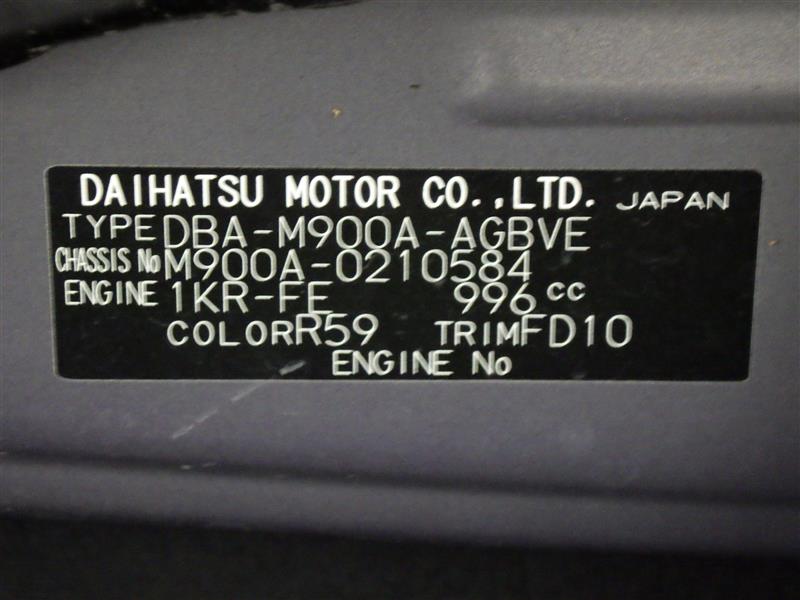 DAIHATSU MOTOR CO.,LTD. JAPAN
TYPE DBA-M900A-AGBVE
CHASSIS No M900A-0210584
ENGINE 1KR-FE 996 cc
COLOR R59 TRIM FD10
ENGINE No